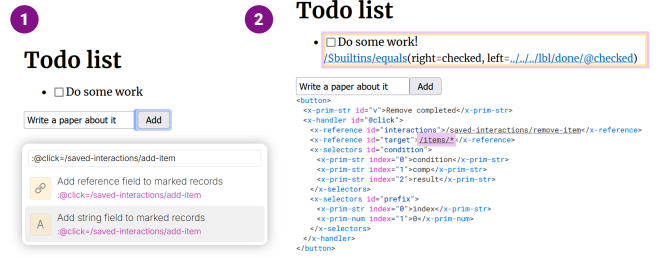 1
Todo list
Do some work
Write a paper about it Add
:@click=/saved-interactions/add-item
Add reference field to marked records
:@click=/saved-interactions/add-item
A Add string field to marked records
:@click=/saved-interactions/add-item
2
Todo list
Do some work!
/$builtins/equals(right=checked, left=../../../lbl/done/@checked)
Write a paper about it Add
<button>
<x-prim-str id="v">Remove completed</x-prim-str>
<x-handler id="@click">
<x-reference id="interactions">/saved-interactions/remove-item</x-reference>
<x-reference id="target">/items/*</x-reference>
<x-selectors id="condition">
<x-prim-str index="0">condition</x-prim-str>
<x-prim-str index="1">comp</x-prim-str>
<x-prim-str index="2">result</x-prim-str>
</x-selectors>
<x-selectors id="prefix">
<x-prim-str index="0">index</x-prim-str>
<x-prim-num index="1">0</x-prim-num>
</x-selectors>
</x-handler>
</button>